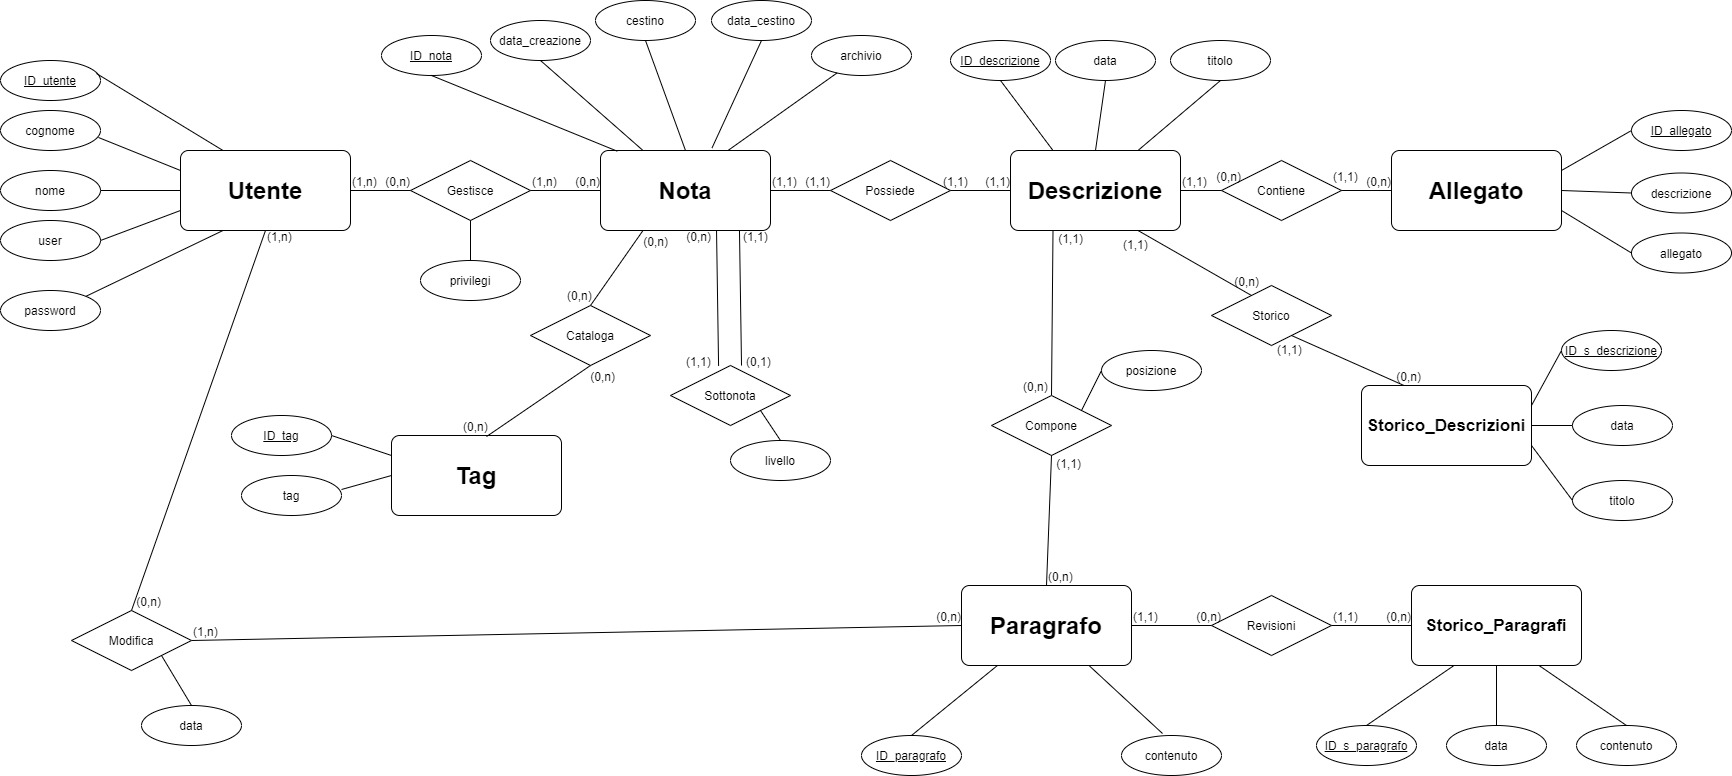 cestino
data_cestino
data_creazione
ID_nota
archivio
ID_descrizione
data
titolo
ID_utente
cognome
nome
user
password
Utente
(1,n)
(0,n)
Gestisce
(1,n)
(0,n)
privilegi
Nota
(1,1)
(1,1)
Possiede
(1,1)
(1,1)
Descrizione
(1,1)
(0,n)
Contiene
(1,1)
(0,n)
Allegato
ID_allegato
descrizione
allegato
(1,n)
(0,n)
(0,n)
(1,1)
(1,1)
(1,1)
(0,n)
Cataloga
(0,n)
(0,n)
ID_tag
tag
Tag
(1,1)
(0,1)
Sottonota
livello
(0,n)
Storico
(1,1)
(0,n)
Storico_Descrizioni
ID_s_descrizione
data
titolo
posizione
(0,n)
Compone
(1,1)
(0,n)
(0,n)
Modifica
(1,n)
data
(0,n)
Paragrafo
(1,1)
(0,n)
Revisioni
(1,1)
(0,n)
Storico_Paragrafi
ID_paragrafo
contenuto
ID_s_paragrafo
data
contenuto